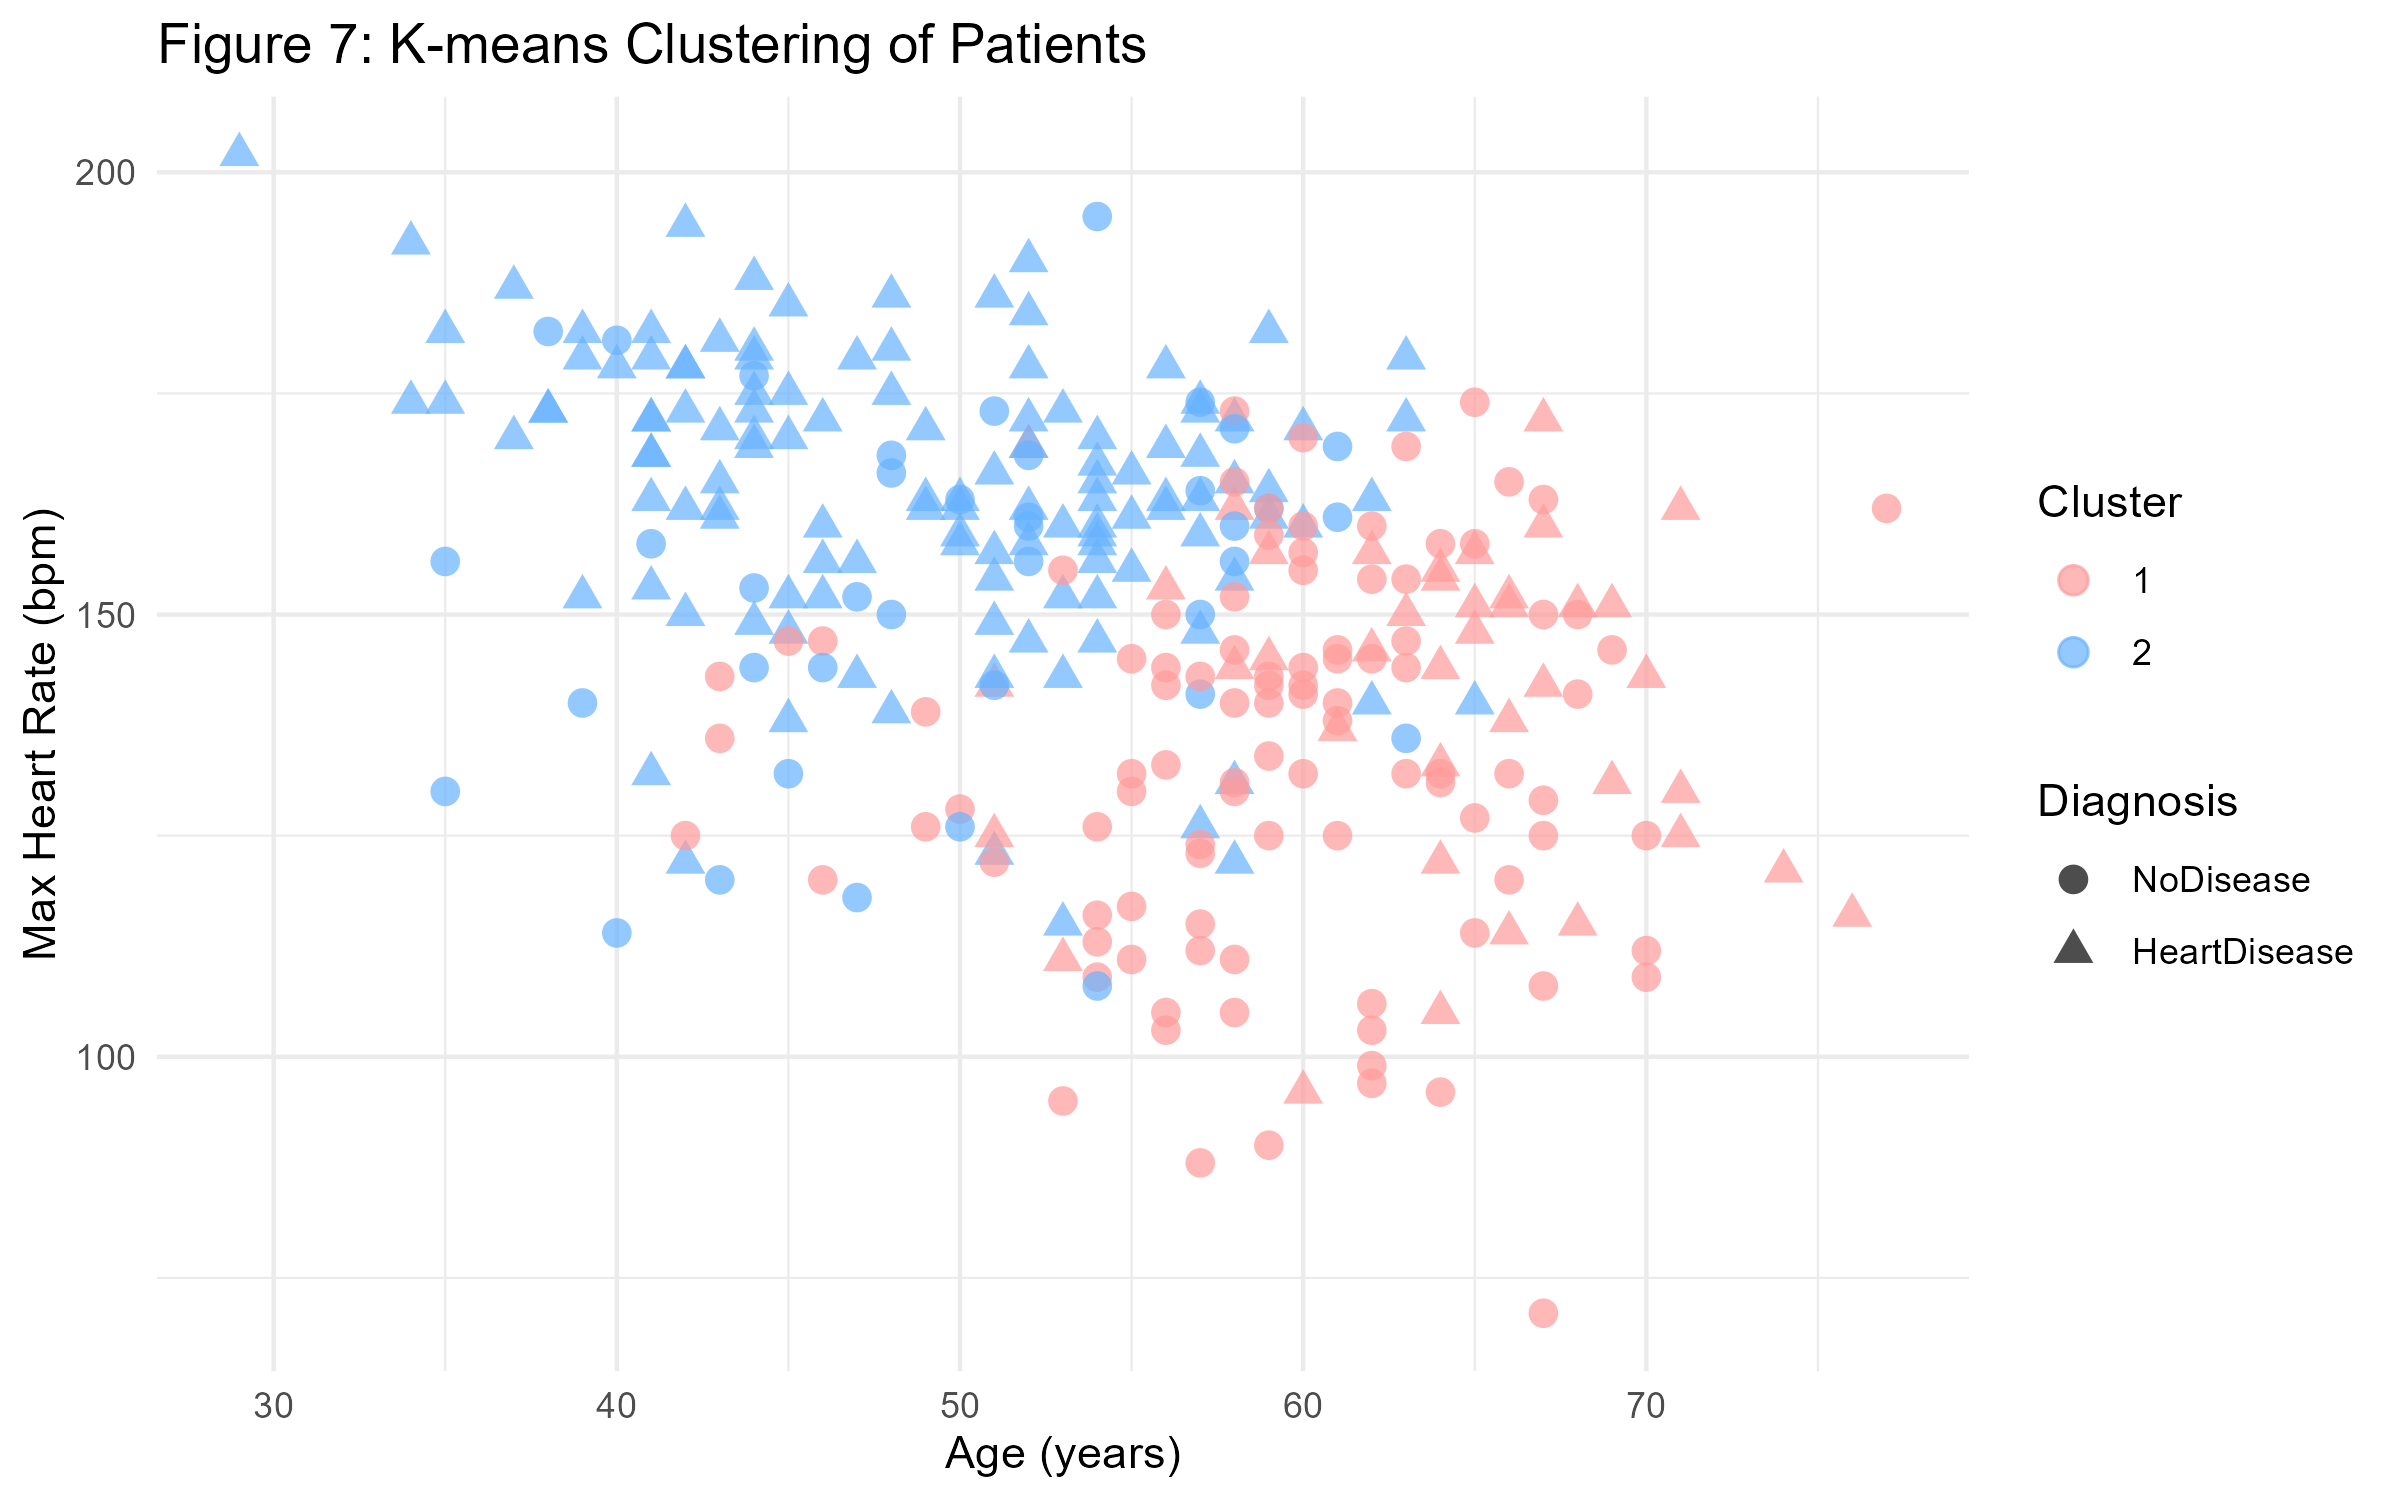 Figure 7: K-means Clustering of Patients
200
150
100
Max Heart Rate (bpm)
30 40 50 60 70
Age (years)
Cluster
1
2
Diagnosis
NoDisease
HeartDisease